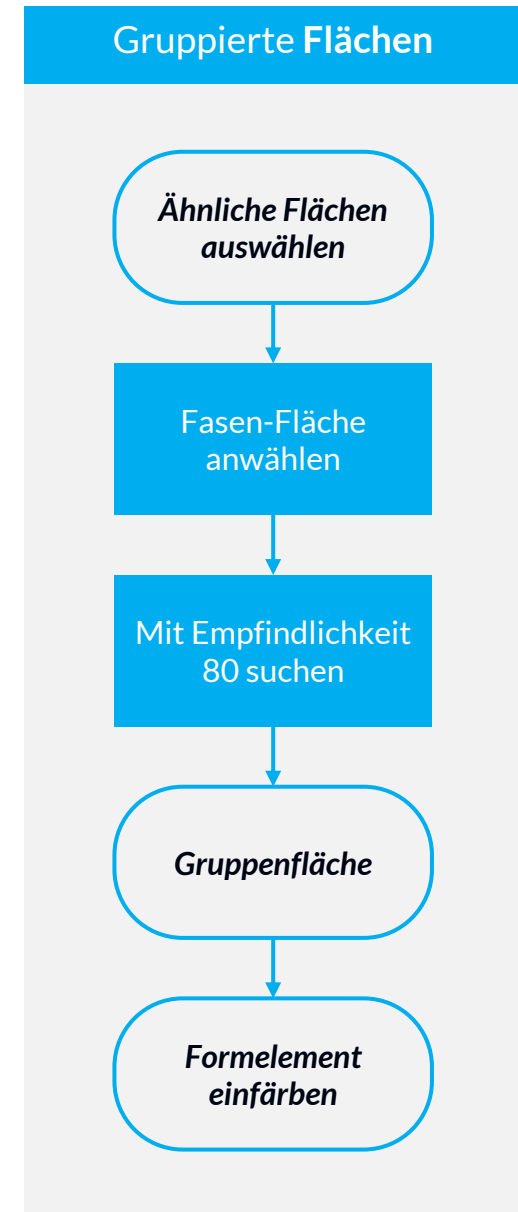 Gruppierte Flächen
Ähnliche Flächen
auswählen
Fasen-Fläche
anwählen
Mit Empfindlichkeit
80 suchen
Gruppenfläche
Formelement
einfärben